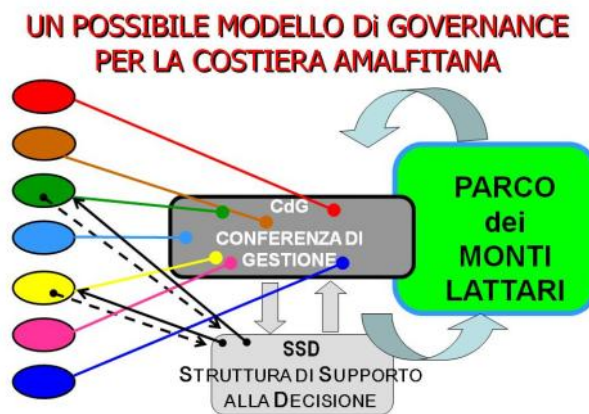 UN POSSIBILE MODELLO Di GOVERNANCE
PER LA COSTIERA AMALFITANA
CdG
CONFERENZA DI
GESTIONE
PARCO
dei
MONTI
LATTARI
SSD
STRUTTURA DI SUPPORTO
ALLA DECISIONE